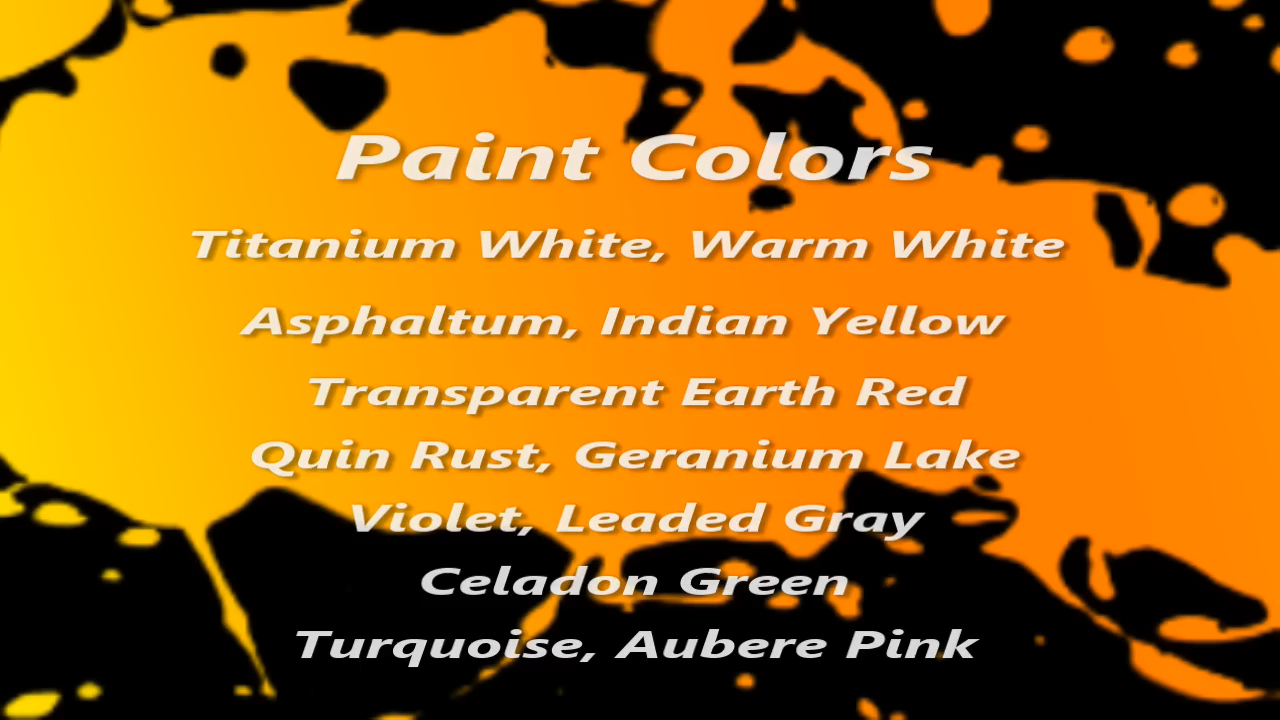 Paint Colors
Titanium White, Warm White
Asphaltum, Indian Yellow
Transparent Earth Red
Quin Rust, Geranium Lake
Violet, Leaded Gray
Celadon Green
Turquoise, Aubere Pink